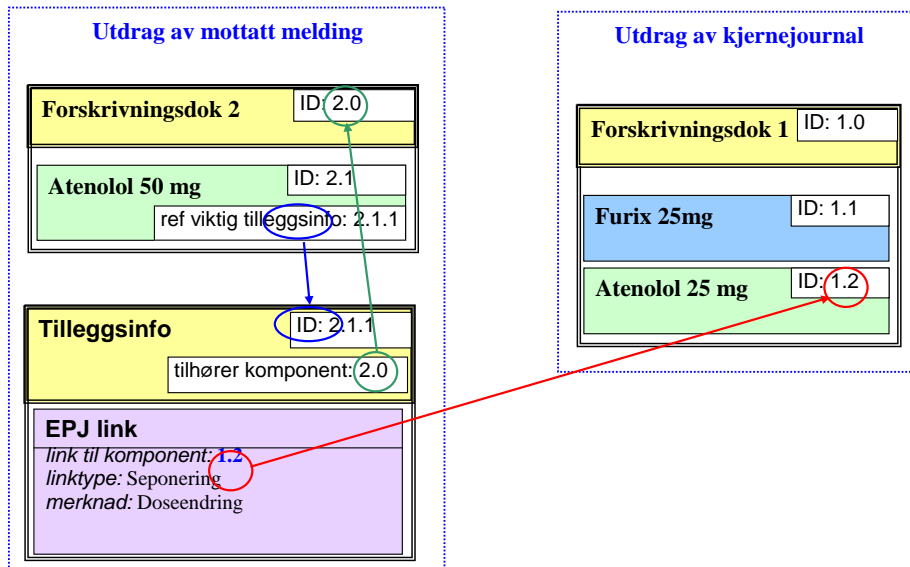 Utdrag av mottatt melding
Forskrivningsdok 2
ID: 2.0
Atenolol 50 mg
ID: 2.1
ref viktig tilleggsinfo: 2.1.1
Tilleggsinfo
ID: 2.1.1
tilhører komponent: 2.0
EPJ link
link til komponent: 1.2
linktype: Seponering
merknad: Doseendring
Utdrag av kjernejournal
Forskrivningsdok 1
ID: 1.0
Furix 25mg
ID: 1.1
Atenolol 25 mg
ID: 1.2